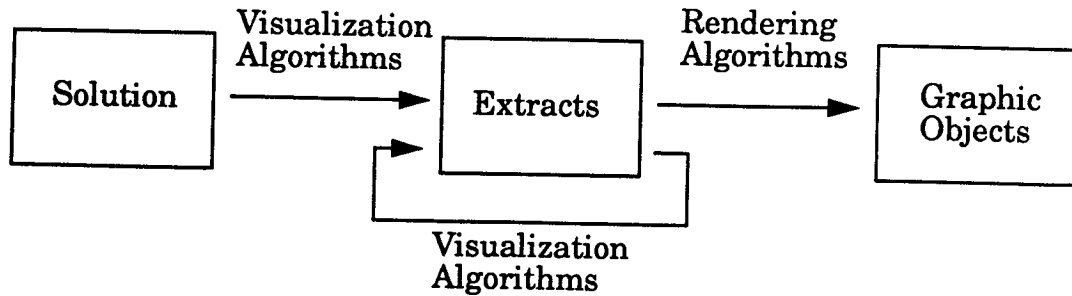 Visualization
Algorithms
Rendering
Algorithms
Solution
Extracts
Graphic
Objects
Visualization
Algorithms